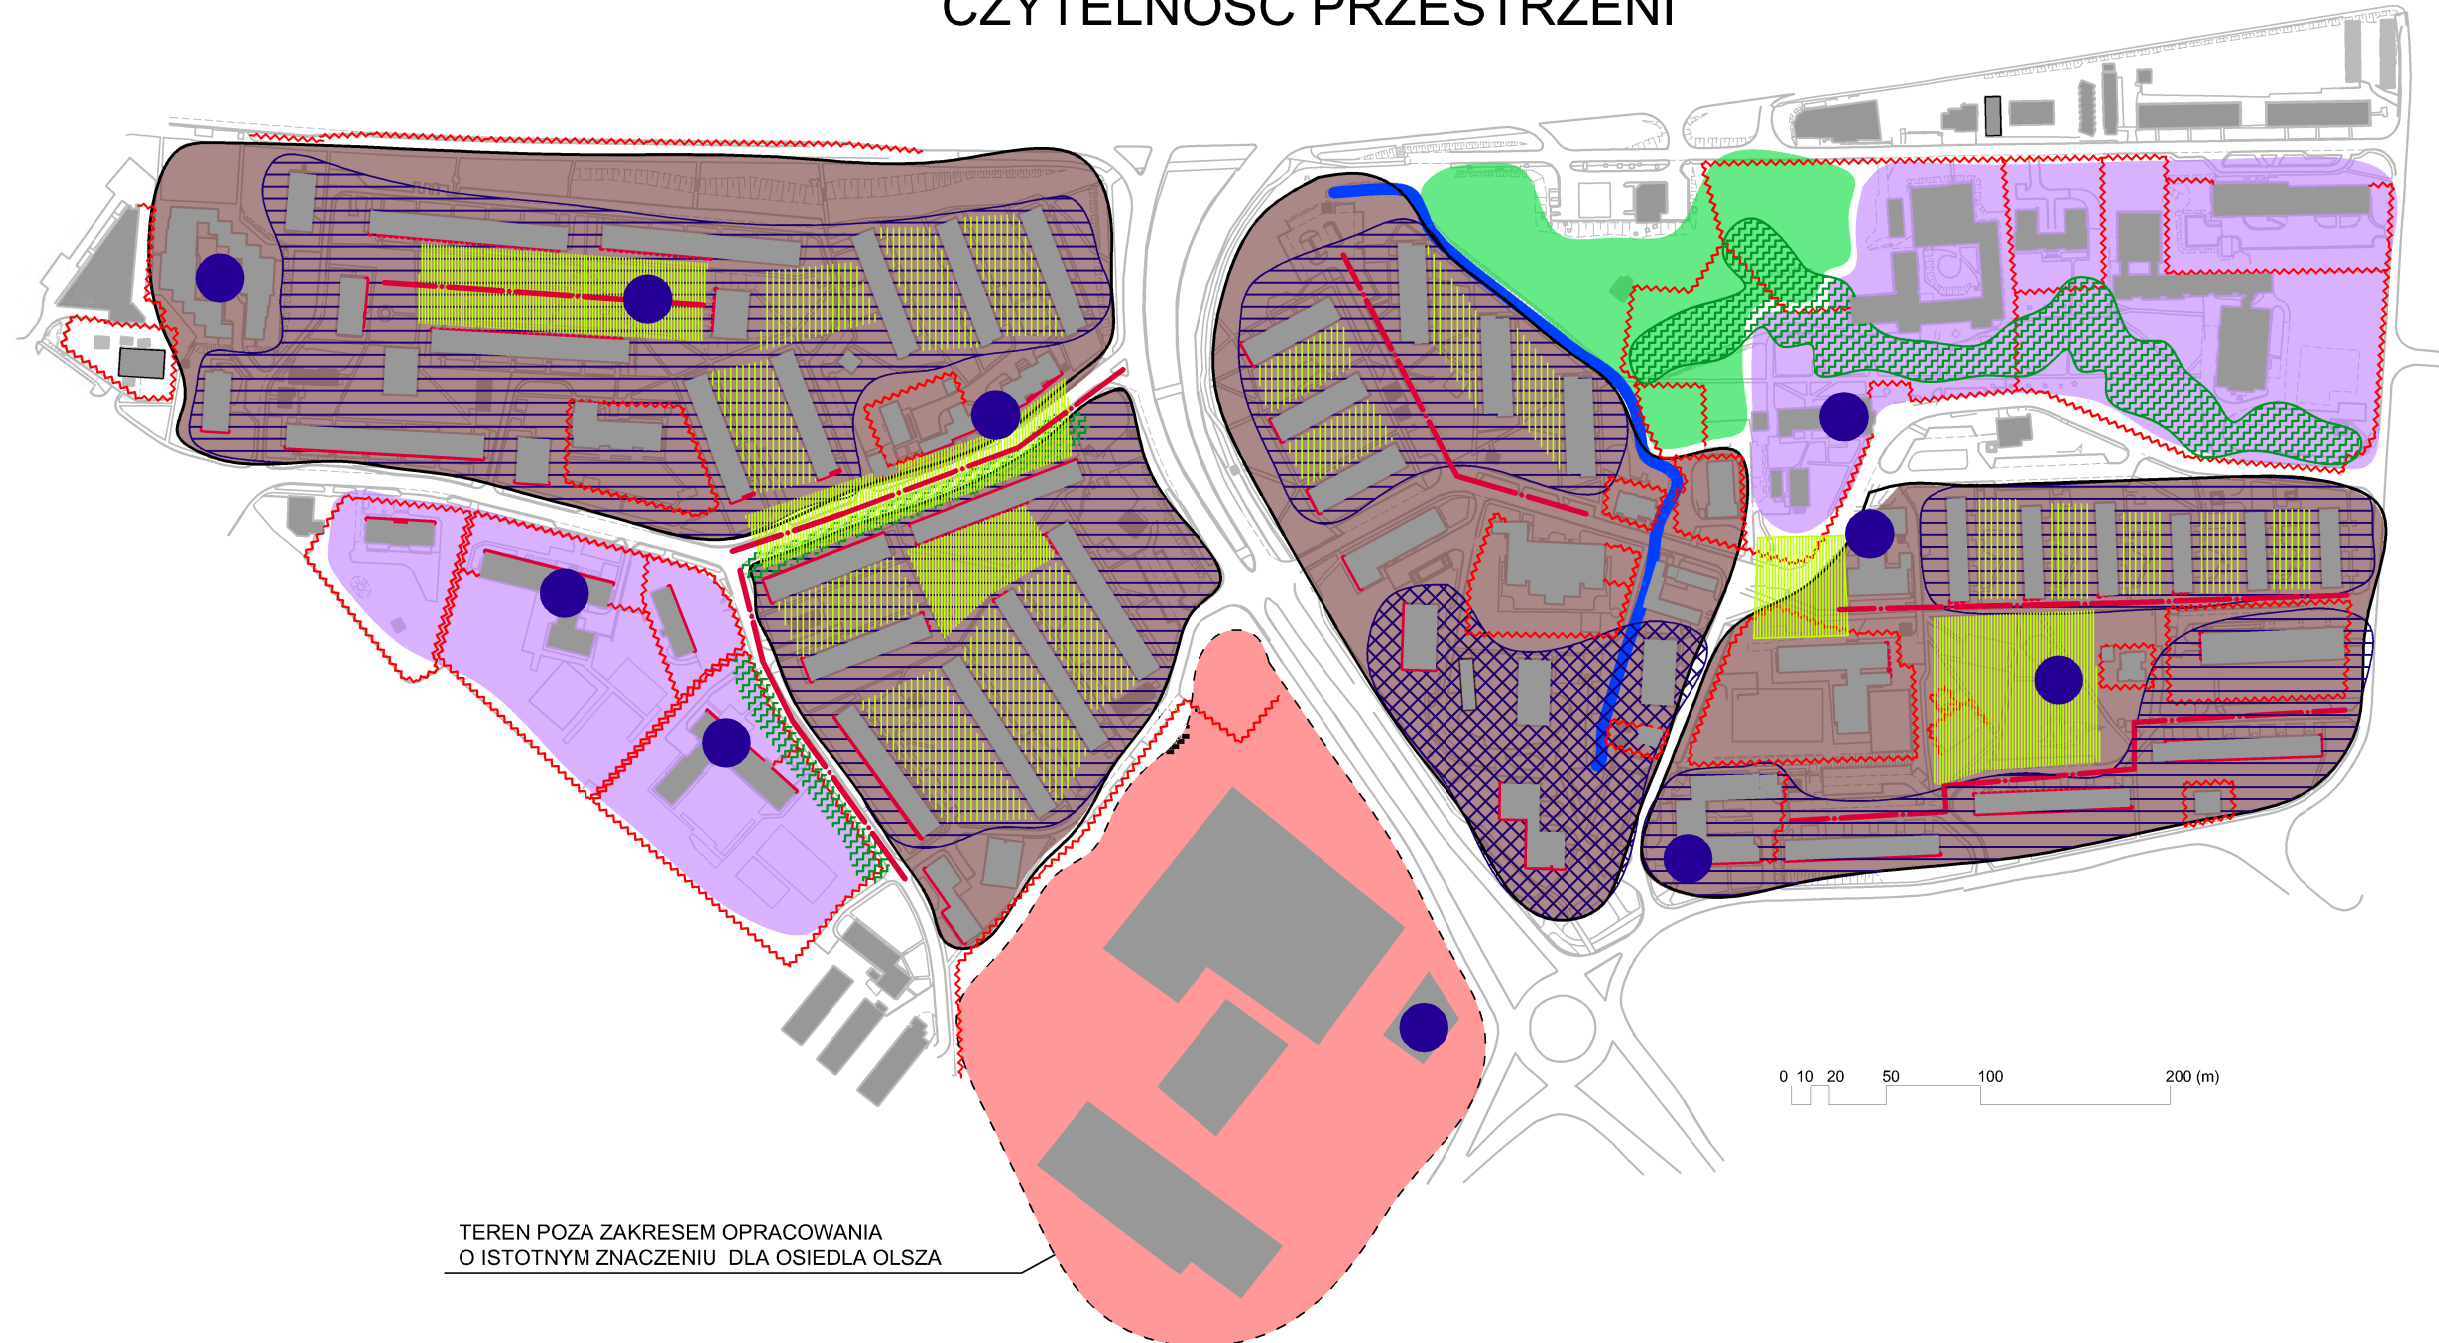 CZYTELNOŚĆ PRZESTRZENI
0 10 20 50 100 200 (m)
TEREN POZA ZAKRESEM OPRACOWANIA
O ISTOTNYM ZNACZENIU DLA OSIEDLA OLSZA